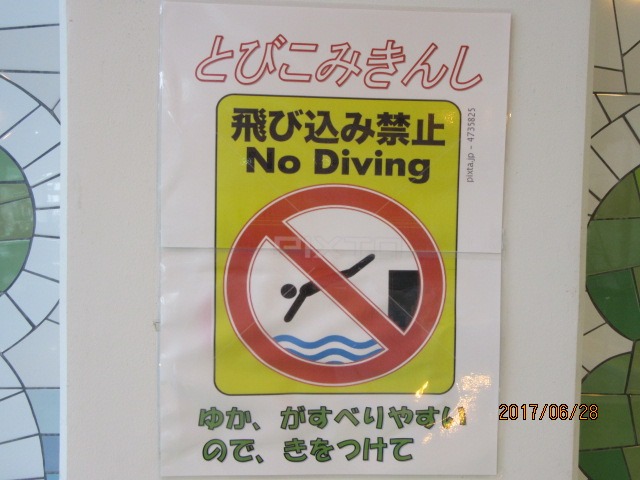 とびこみきんし
飛び込み禁止
No Diving
pixta.jp - 4735825
PIXTA
ゆか、がすべりやすい
ので、きをつけて
2017/06/28